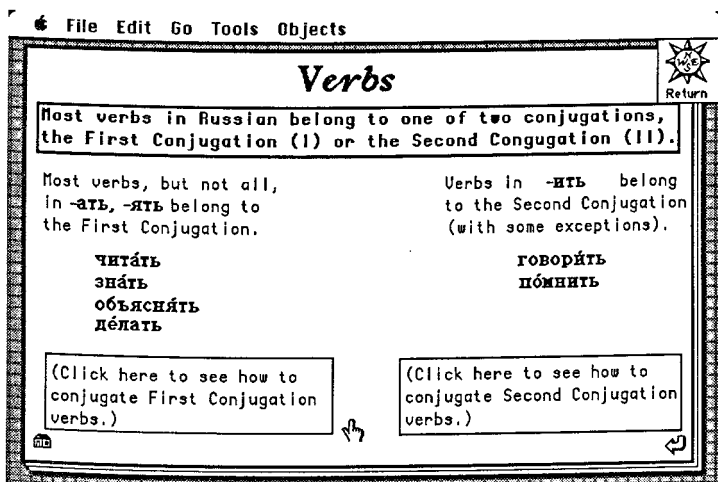 File Edit Go Tools Objects
Verbs
N
W E
S
Return
Most verbs in Russian belong to one of two conjugations,
the First Conjugation (I) or the Second Congugation (II).
Most verbs, but not all,
in -ать, -ять belong to
the First Conjugation.
чита́ть
зна́ть
объясня́ть
де́лать
Verbs in -ить belong
to the Second Conjugation
(with some exceptions).
говори́ть
по́мнить
(Click here to see how to
conjugate First Conjugation
verbs.)
(Click here to see how to
conjugate Second Conjugation
verbs.)